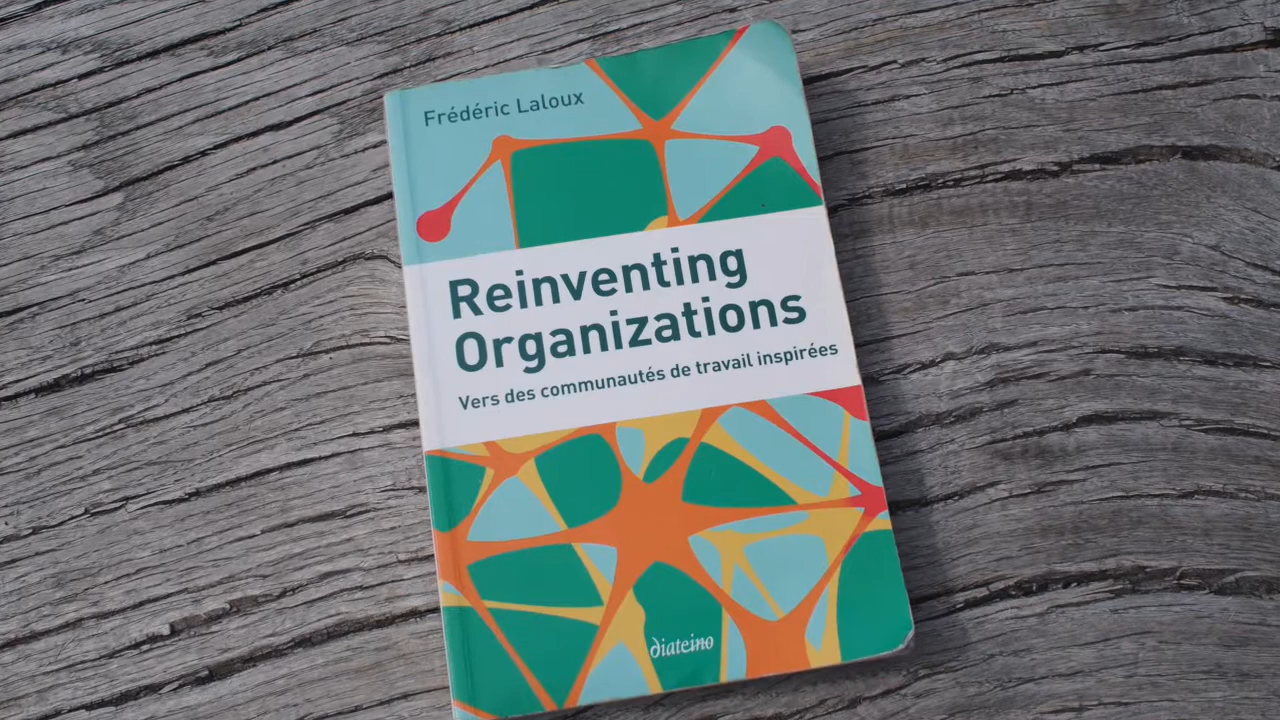 Frédéric Laloux
Reinventing
Organizations
Vers des communautés de travail inspirées
diateino